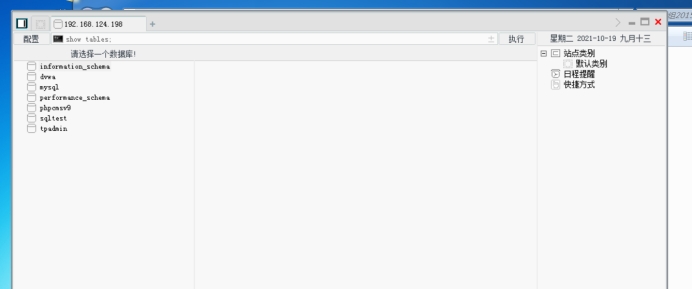 192.168.124.198
配置 show tables; 执行 星期二 2021-10-19 九月十三
请选择一个数据库!
information_schema
dvwa
mysql
performance_schema
phpcmsv9
sqltest
tpadmin
站点类别
默认类别
日程提醒
快捷方式